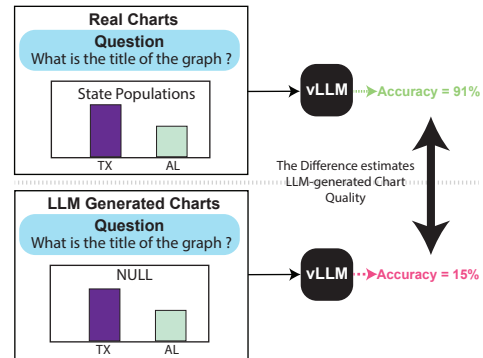 Real Charts
Question
What is the title of the graph ?
State Populations
TX AL
vLLM
Accuracy = 91%
The Difference estimates
LLM-generated Chart
Quality
LLM Generated Charts
Question
What is the title of the graph ?
NULL
TX AL
vLLM
Accuracy = 15%